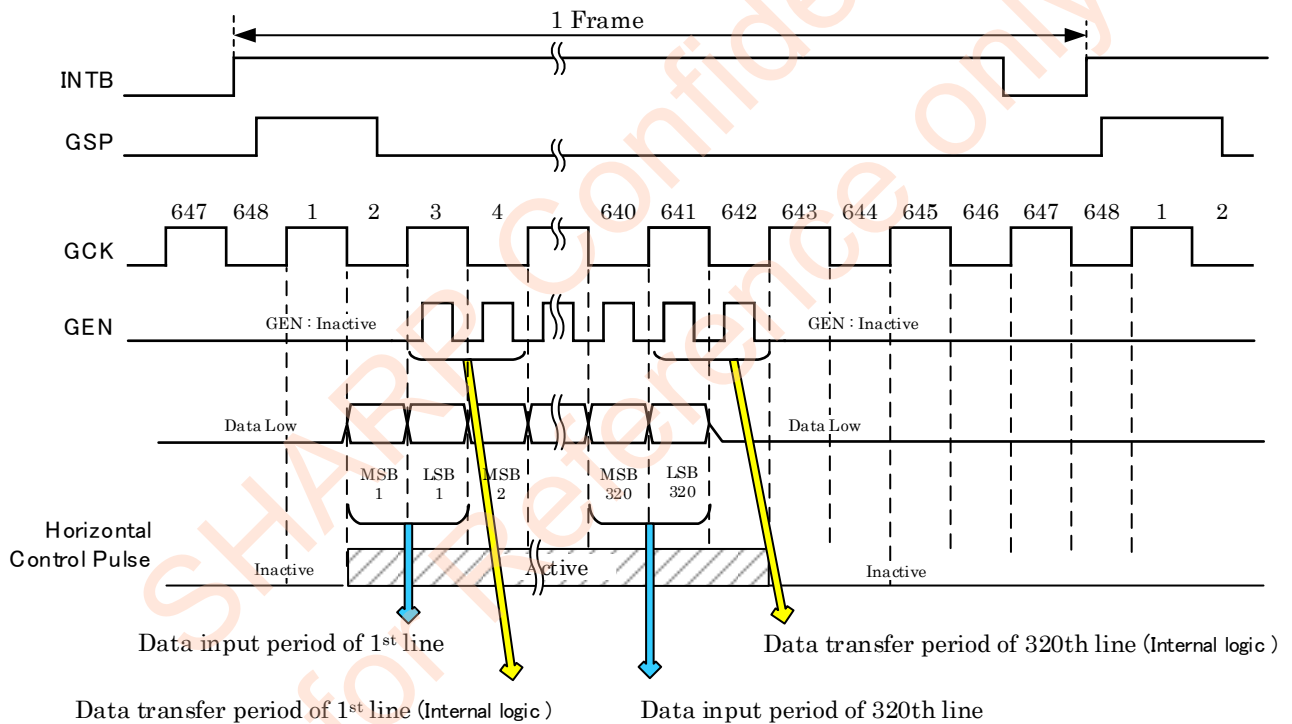 1 Frame
INTB
GSP
647 648 1 2 3 4 640 641 642 643 644 645 646 647 648 1 2
GCK
GEN
GEN : Inactive
GEN : Inactive
Data Low
Data Low
MSB 1
LSB 1
MSB 2
MSB 320
LSB 320
Horizontal
Control Pulse
Inactive
Active
Inactive
Data input period of 1st line
Data transfer period of 320th line (Internal logic )
Data transfer period of 1st line (Internal logic )
Data input period of 320th line
SHARP Confide
for Reference only